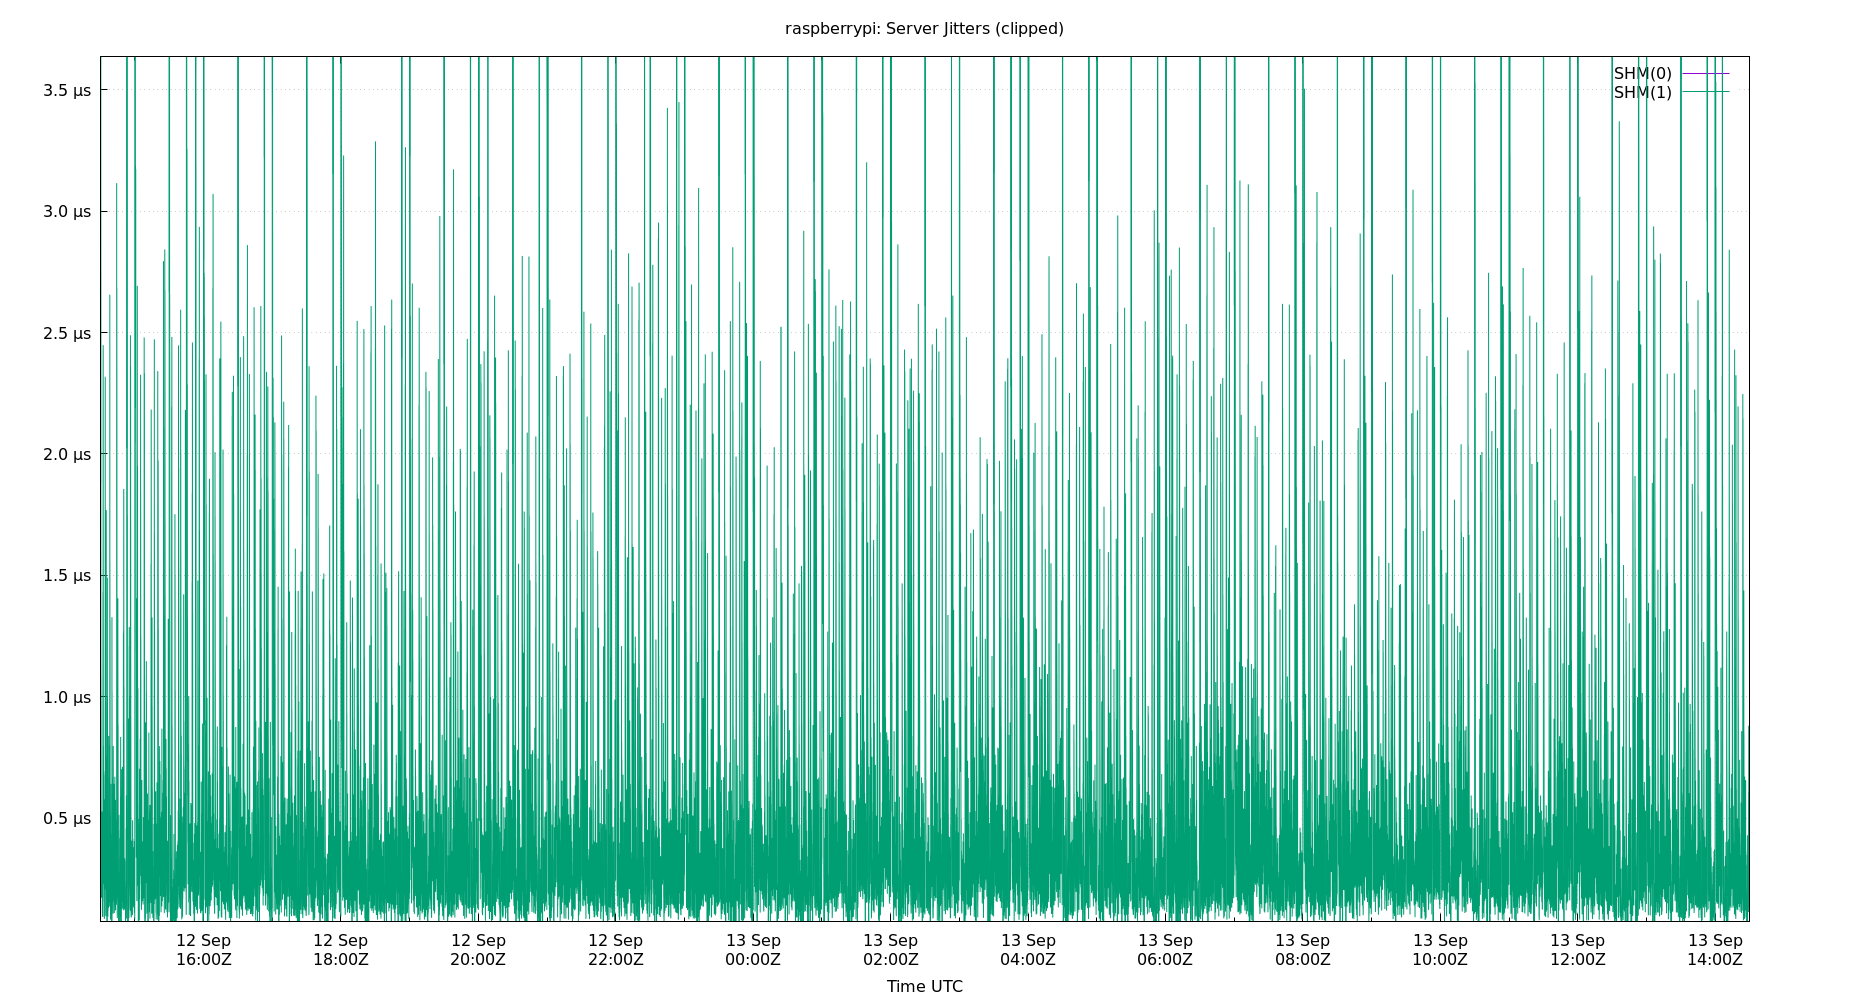 raspberrypi: Server Jitters (clipped)
SHM(0)
SHM(1)
3.5 µs
3.0 µs
2.5 µs
2.0 µs
1.5 µs
1.0 µs
0.5 µs
12 Sep 12 Sep 12 Sep 12 Sep 13 Sep 13 Sep 13 Sep 13 Sep 13 Sep 13 Sep 13 Sep 13 Sep
16:00Z 18:00Z 20:00Z 22:00Z 00:00Z 02:00Z 04:00Z 06:00Z 08:00Z 10:00Z 12:00Z 14:00Z
Time UTC